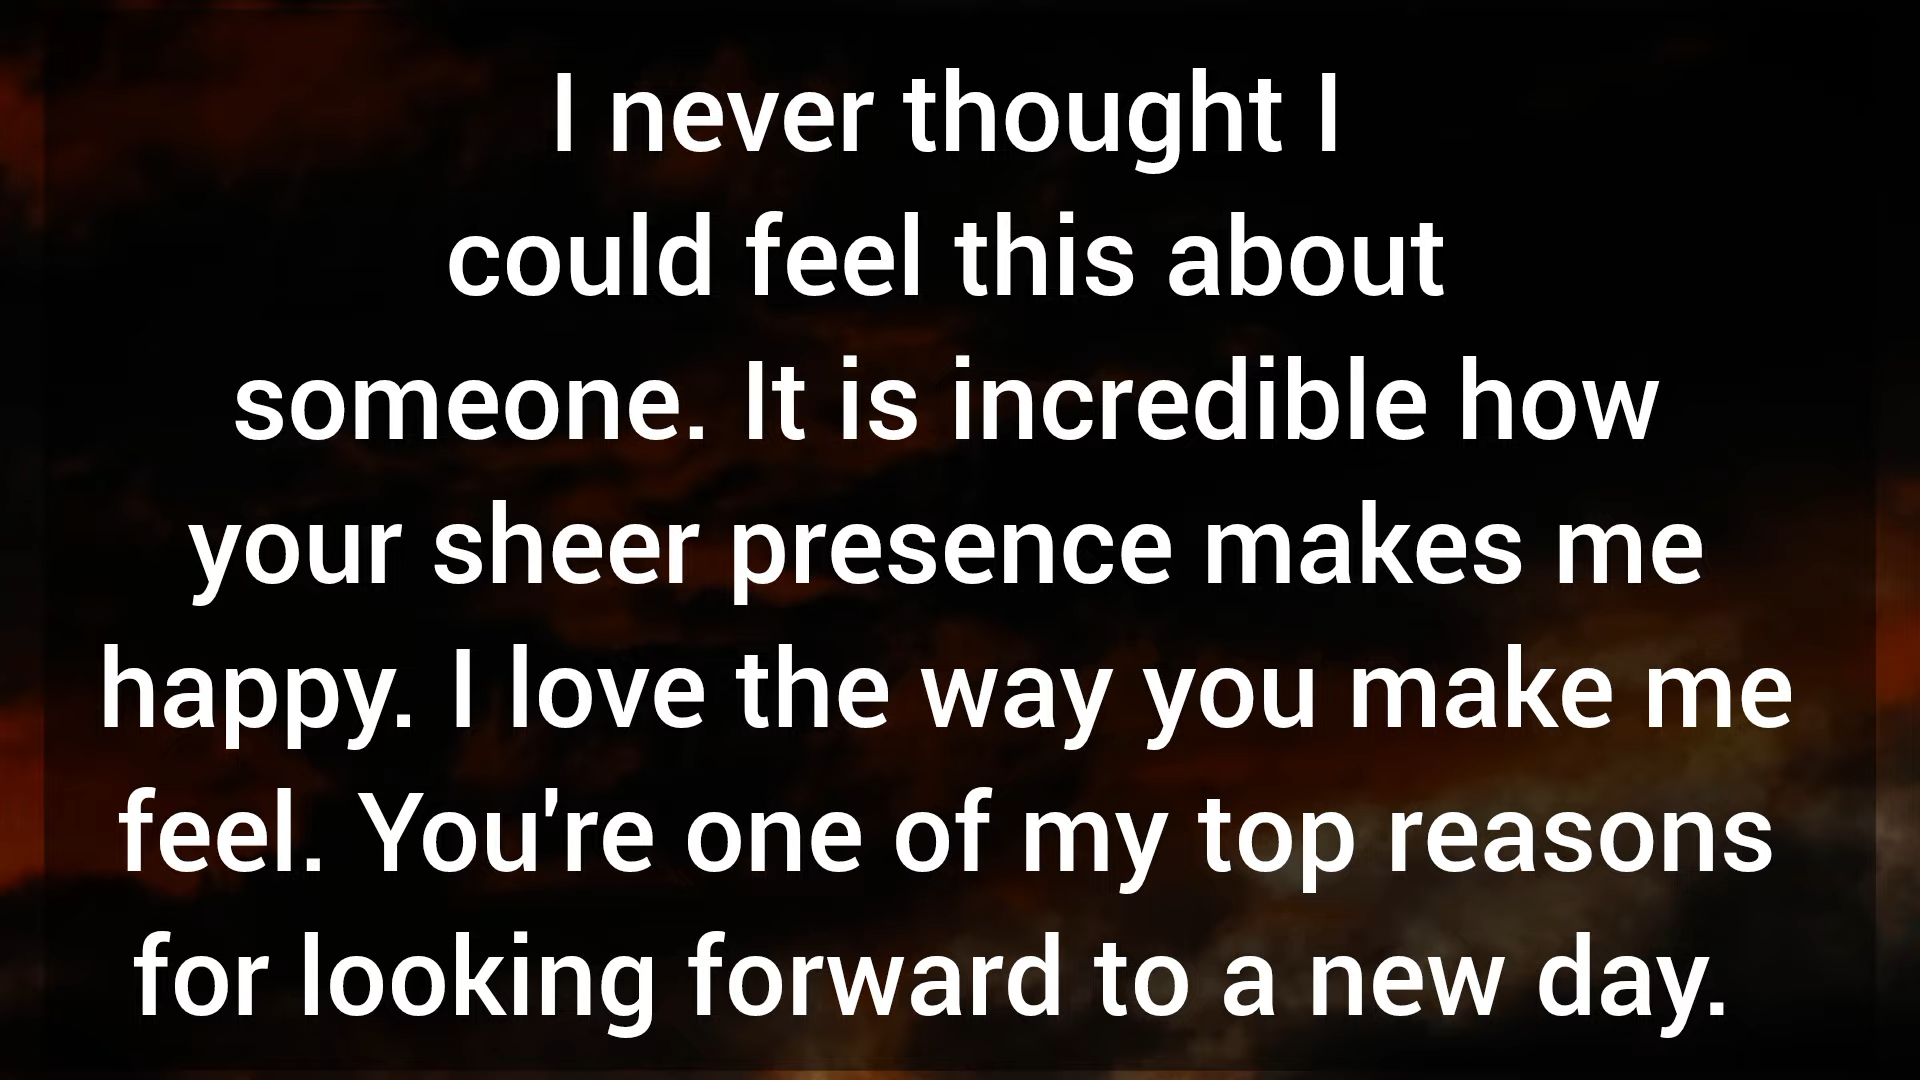 I never thought I
could feel this about
someone. It is incredible how
your sheer presence makes me
happy. I love the way you make me
feel. You're one of my top reasons
for looking forward to a new day.